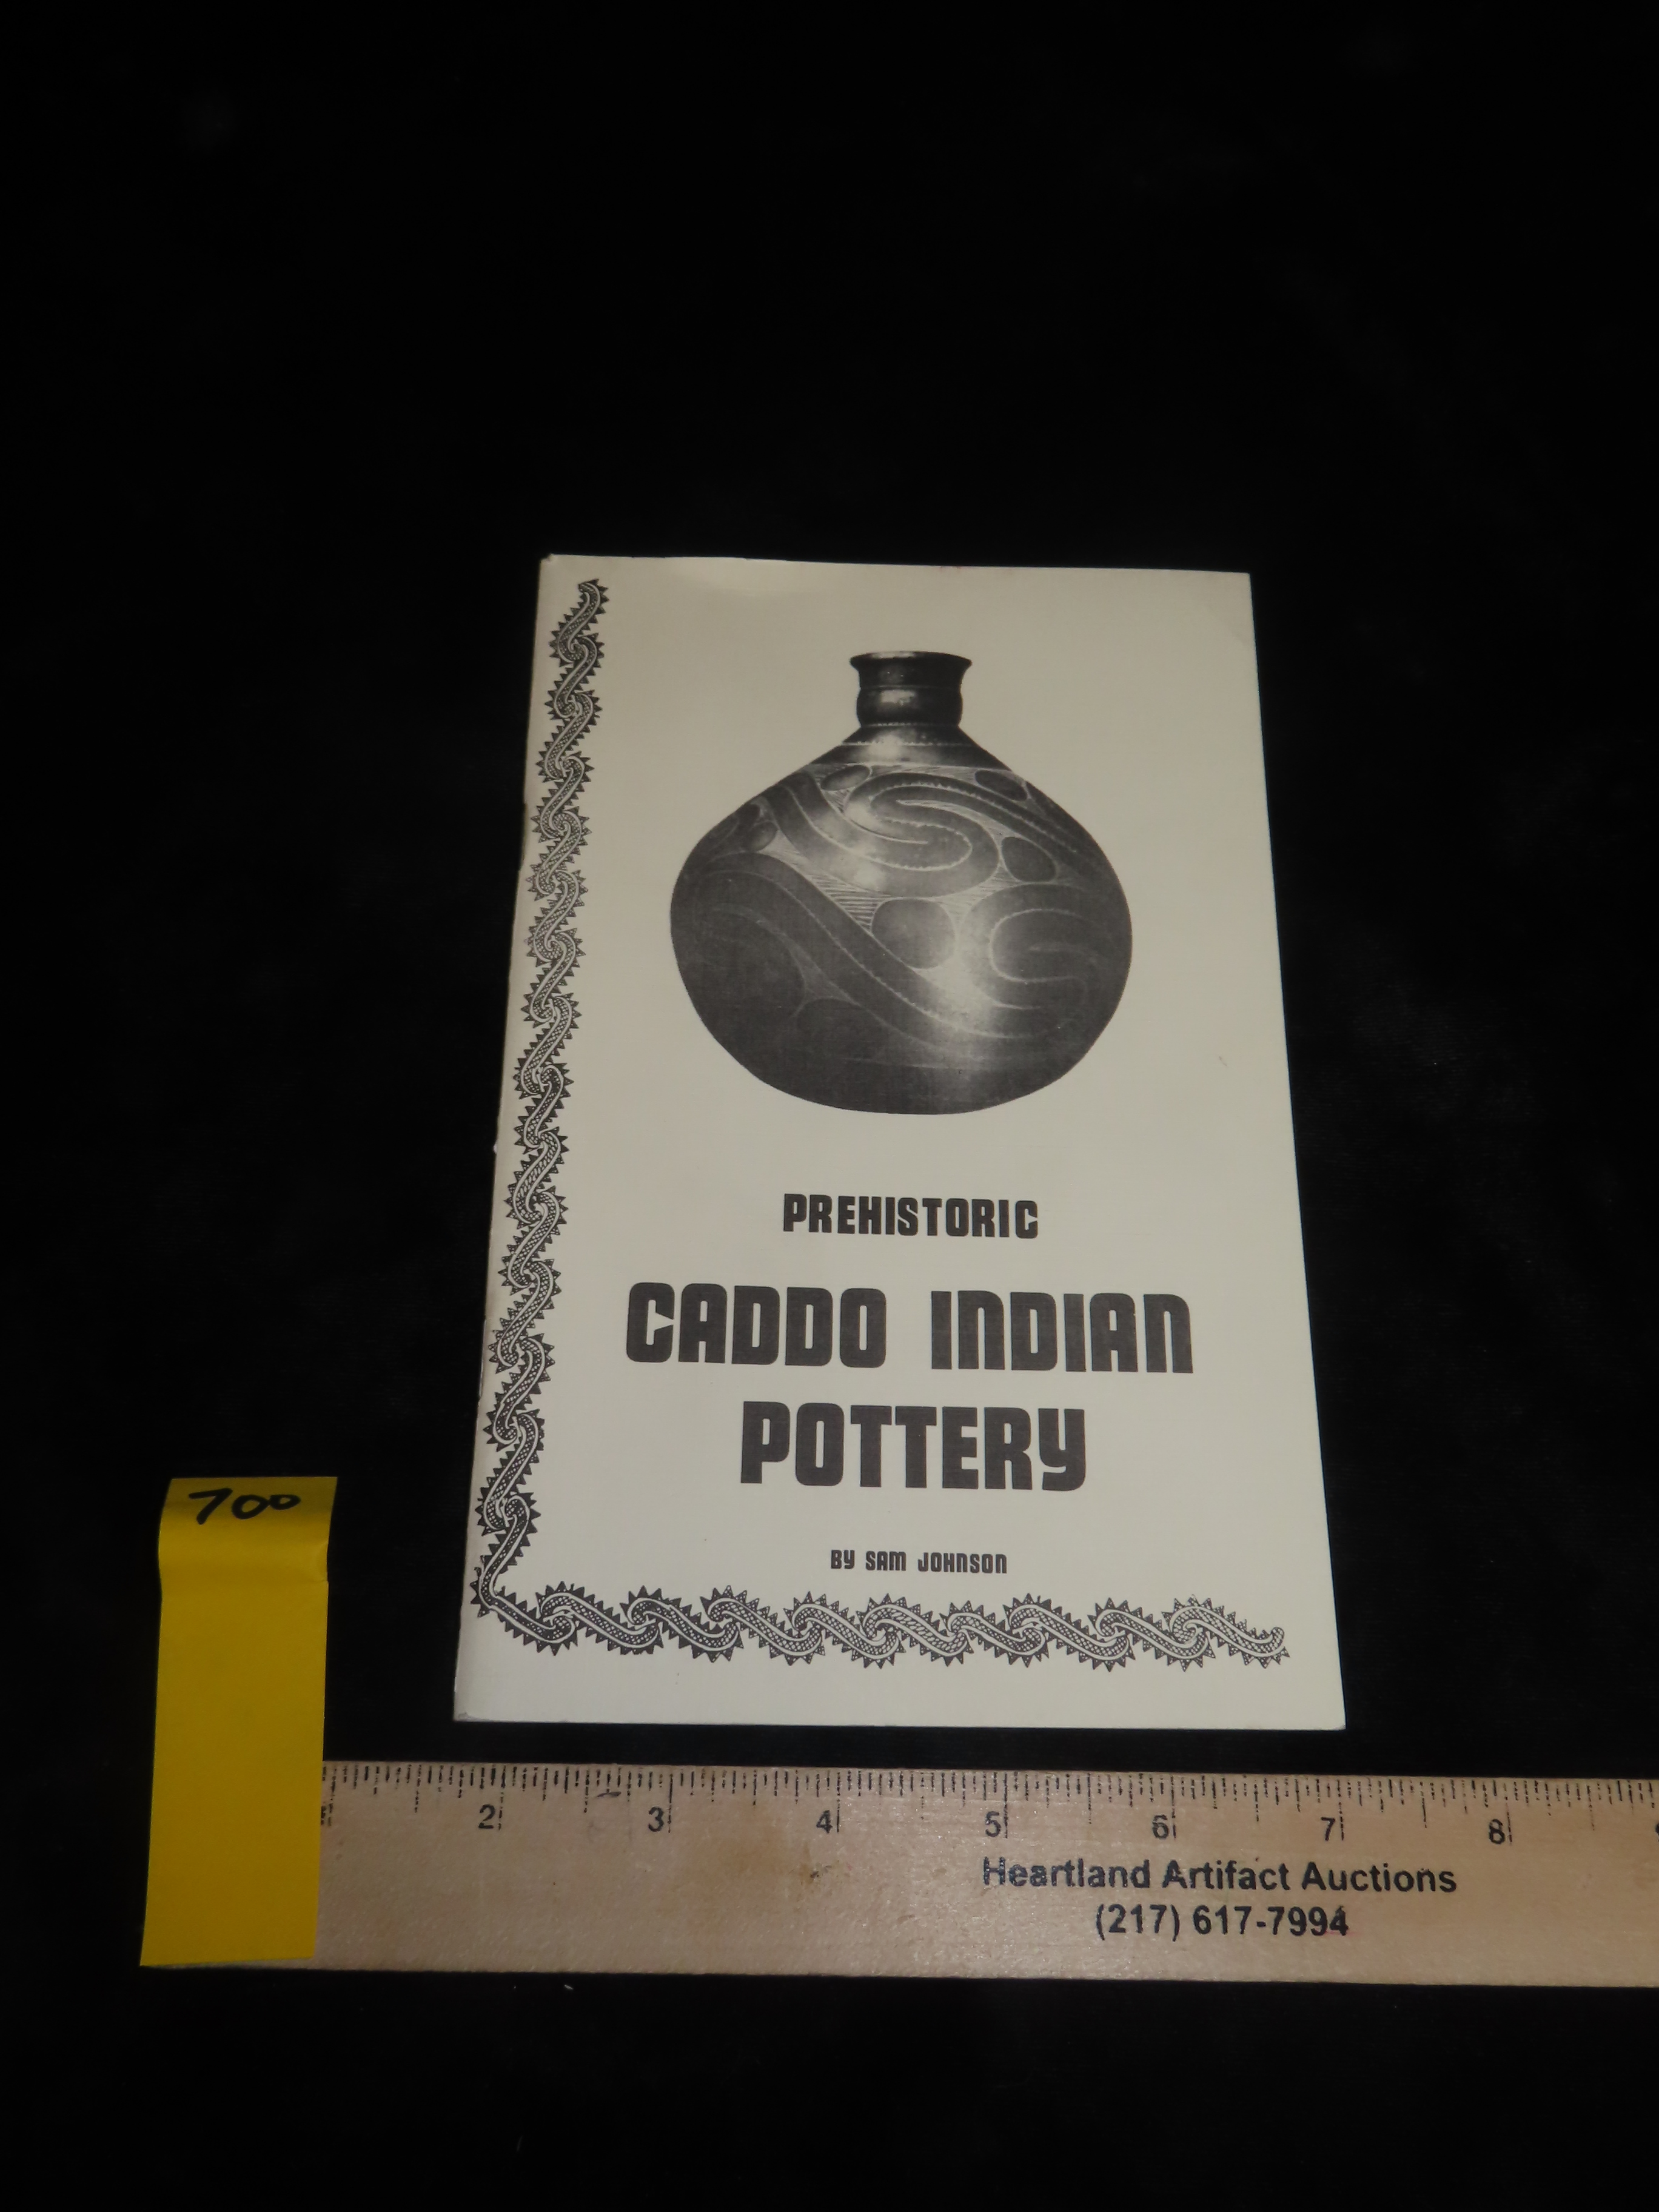 PREHISTORIC
CADDO INDIAN
POTTERY
BY SAM JOHNSON
700
2 3 4 5 6 7 8
Heartland Artifact Auctions
(217) 617-7994